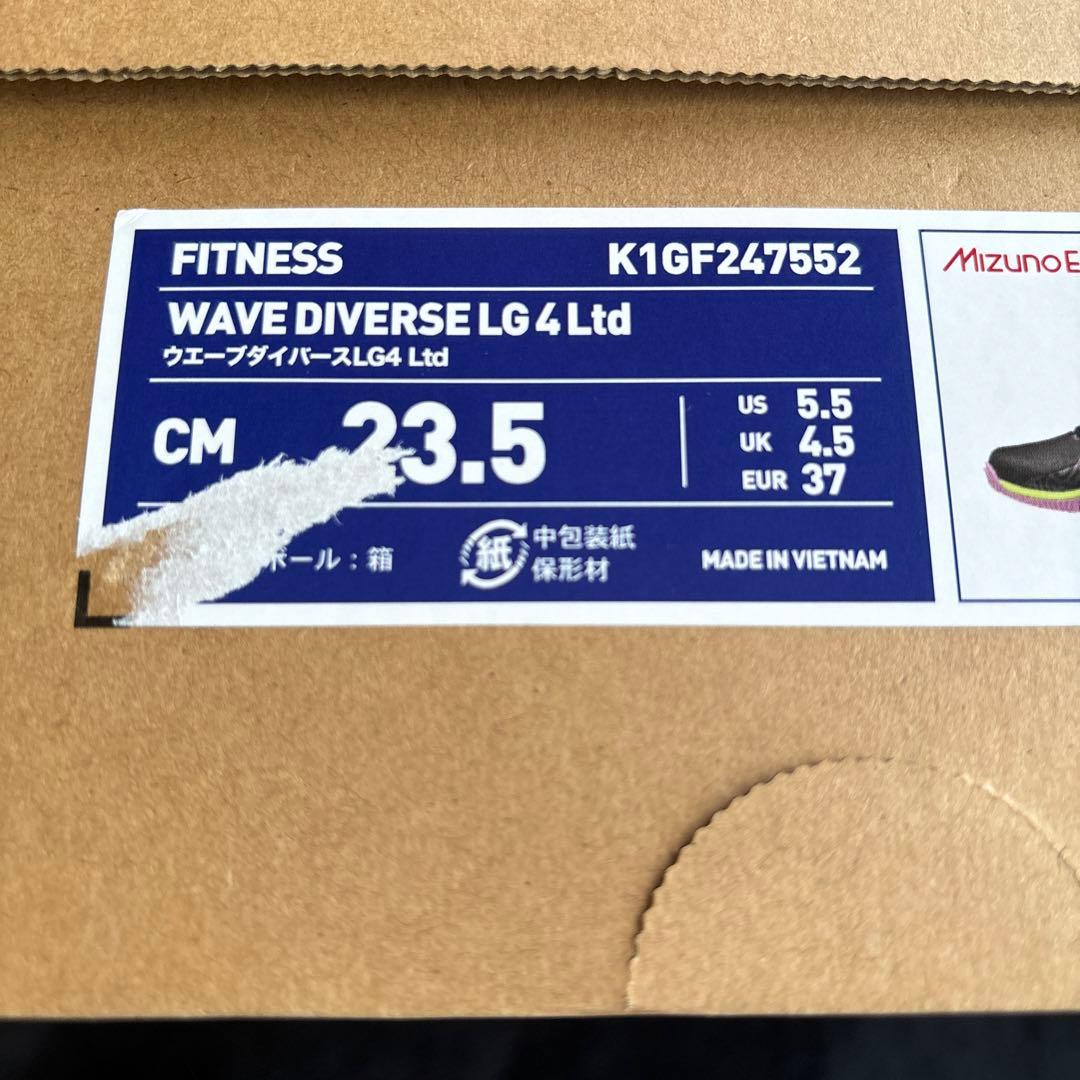 FITNESS K1GF247552
WAVE DIVERSE LG 4 Ltd
ウエーブダイバースLG4 Ltd
CM 23.5
US 5.5
UK 4.5
EUR 37
ボール：箱
紙
中包装紙
保形材
MADE IN VIETNAM
Mizuno E